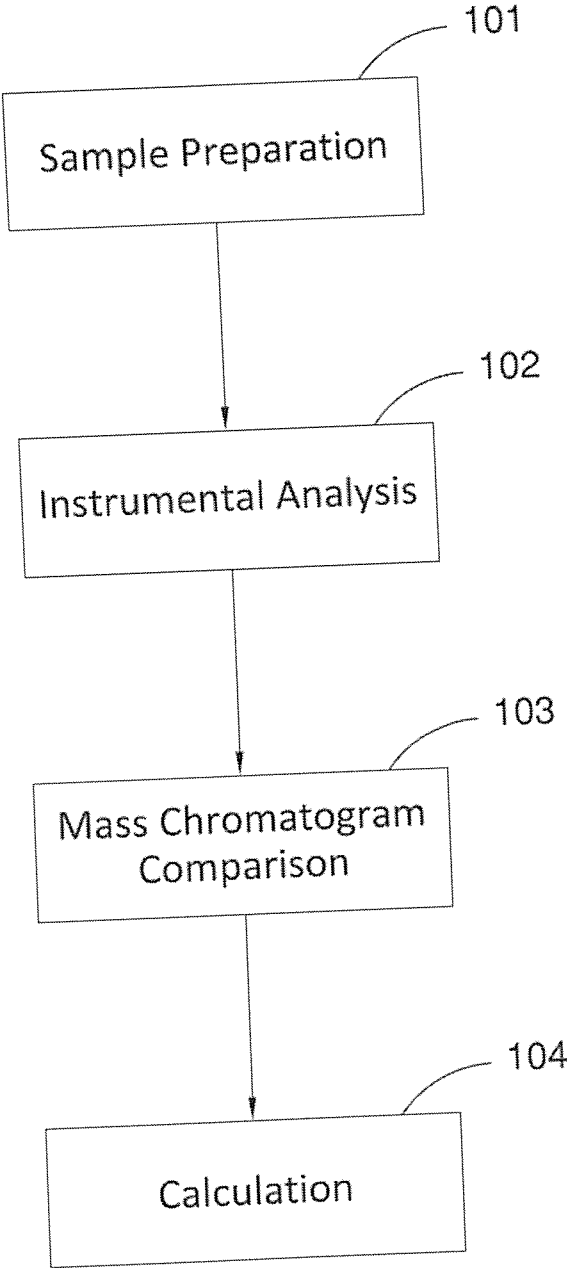 101
Sample Preparation
102
Instrumental Analysis
103
Mass Chromatogram
Comparison
104
Calculation